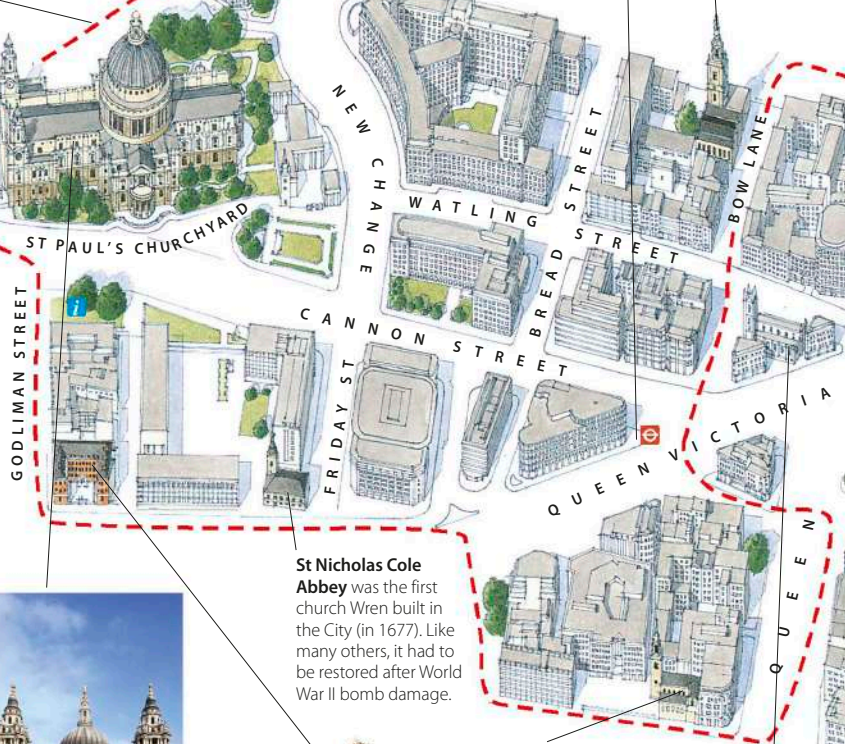 NEW CHANGE
WATLING STREET
BREAD STREET
BOW LANE
ST PAUL'S CHURCHYARD
i
GODLIMAN STREET
CANNON STREET
FRIDAY ST
QUEEN VICTORIA
QUEEN
St Nicholas Cole
Abbey was the first
church Wren built in
the City (in 1677). Like
many others, it had to
be restored after World
War II bomb damage.